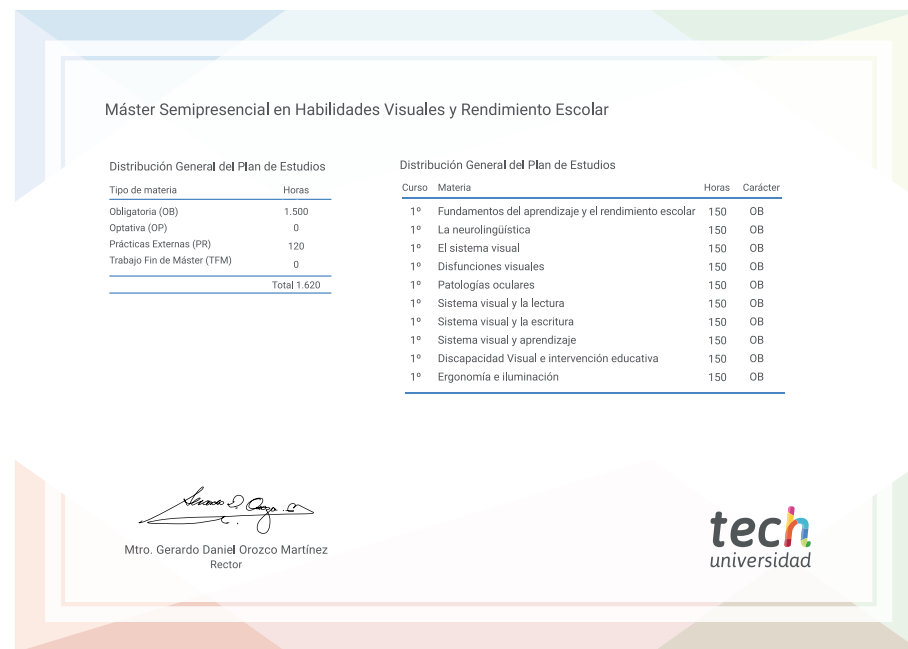 Máster Semipresencial en Habilidades Visuales y Rendimiento Escolar
Distribución General del Plan de Estudios
Tipo de materia Horas
Obligatoria (OB) 1.500
Optativa (OP) 0
Prácticas Externas (PR) 120
Trabajo Fin de Máster (TFM) 0
Total 1.620
Distribución General del Plan de Estudios
Curso Materia Horas Carácter
1º Fundamentos del aprendizaje y el rendimiento escolar 150 OB
1º La neurolingüística 150 OB
1º El sistema visual 150 OB
1º Disfunciones visuales 150 OB
1º Patologías oculares 150 OB
1º Sistema visual y la lectura 150 OB
1º Sistema visual y la escritura 150 OB
1º Sistema visual y aprendizaje 150 OB
1º Discapacidad Visual e intervención educativa 150 OB
1º Ergonomía e iluminación 150 OB
Mtro. Gerardo Daniel Orozco Martínez
Rector
tech
universidad